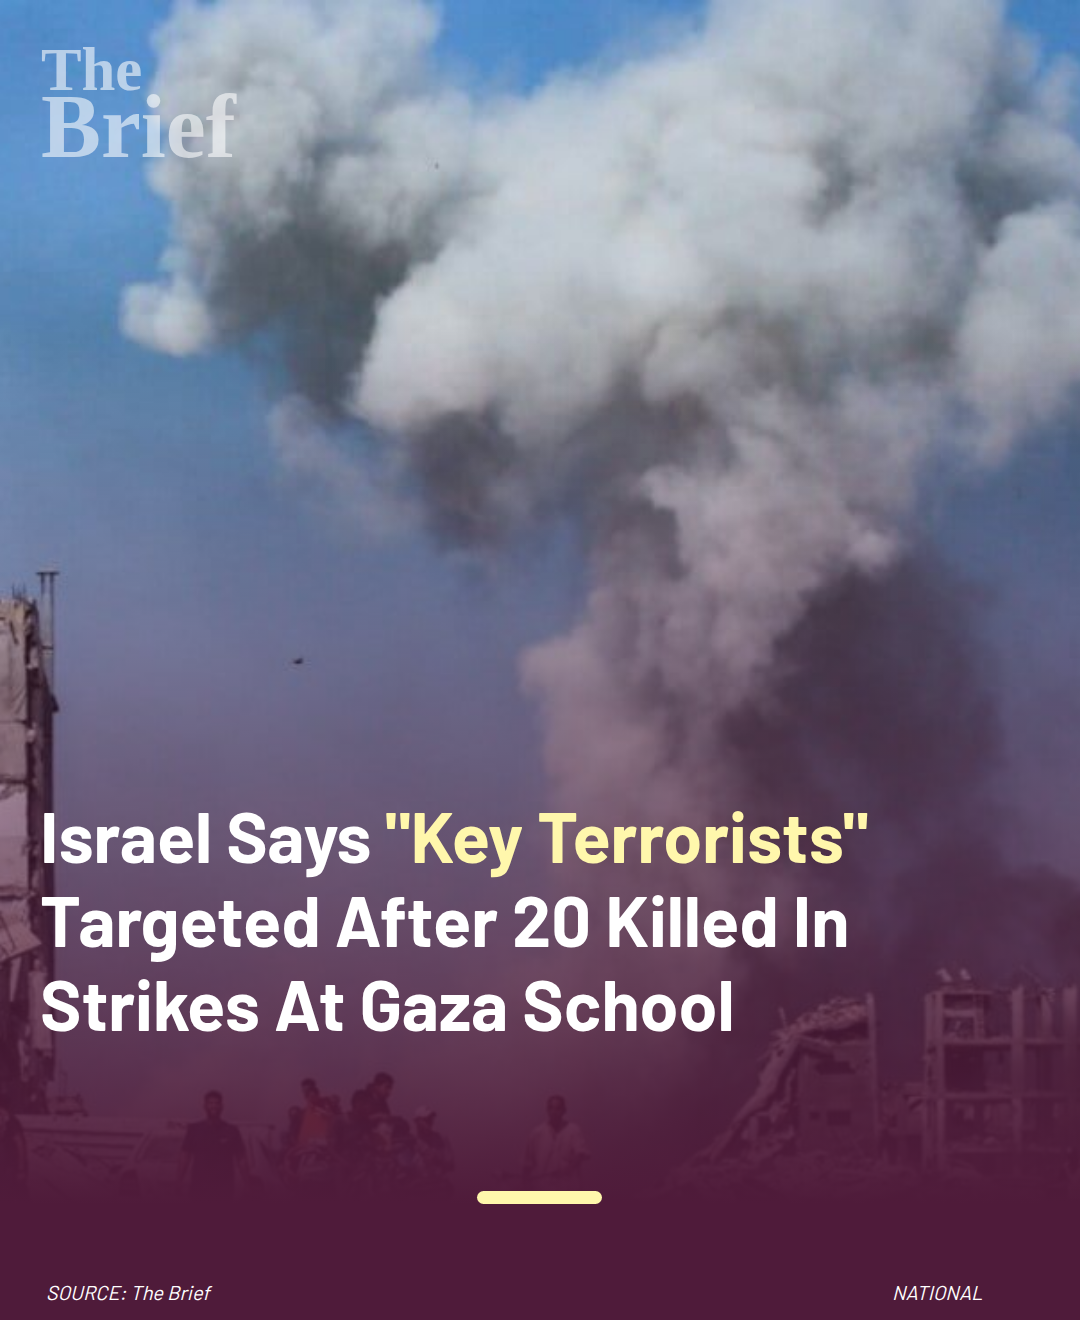 The
Brief
Israel Says "Key Terrorists"
Targeted After 20 Killed In
Strikes At Gaza School
SOURCE: The Brief
NATIONAL